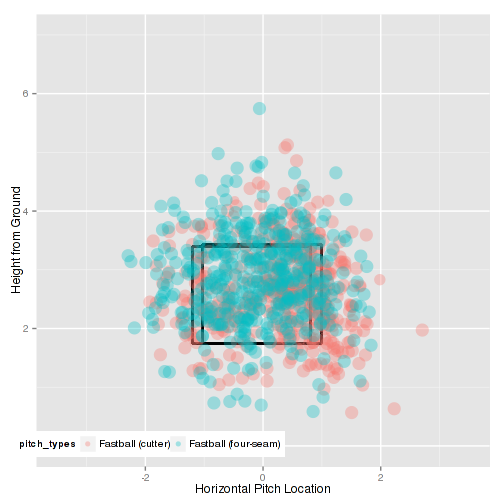 Height from Ground
6
4
2
pitch_types Fastball (cutter) Fastball (four-seam)
-2 0 2
Horizontal Pitch Location